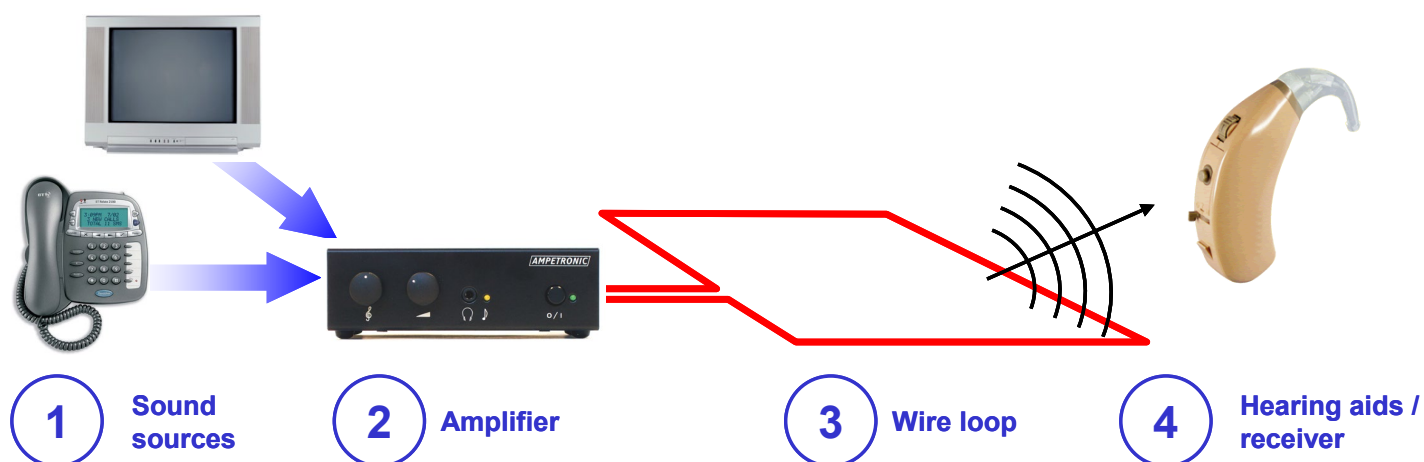 AMPETRONIC
O / I
1
Sound
sources
2
Amplifier
3
Wire loop
4
Hearing aids /
receiver